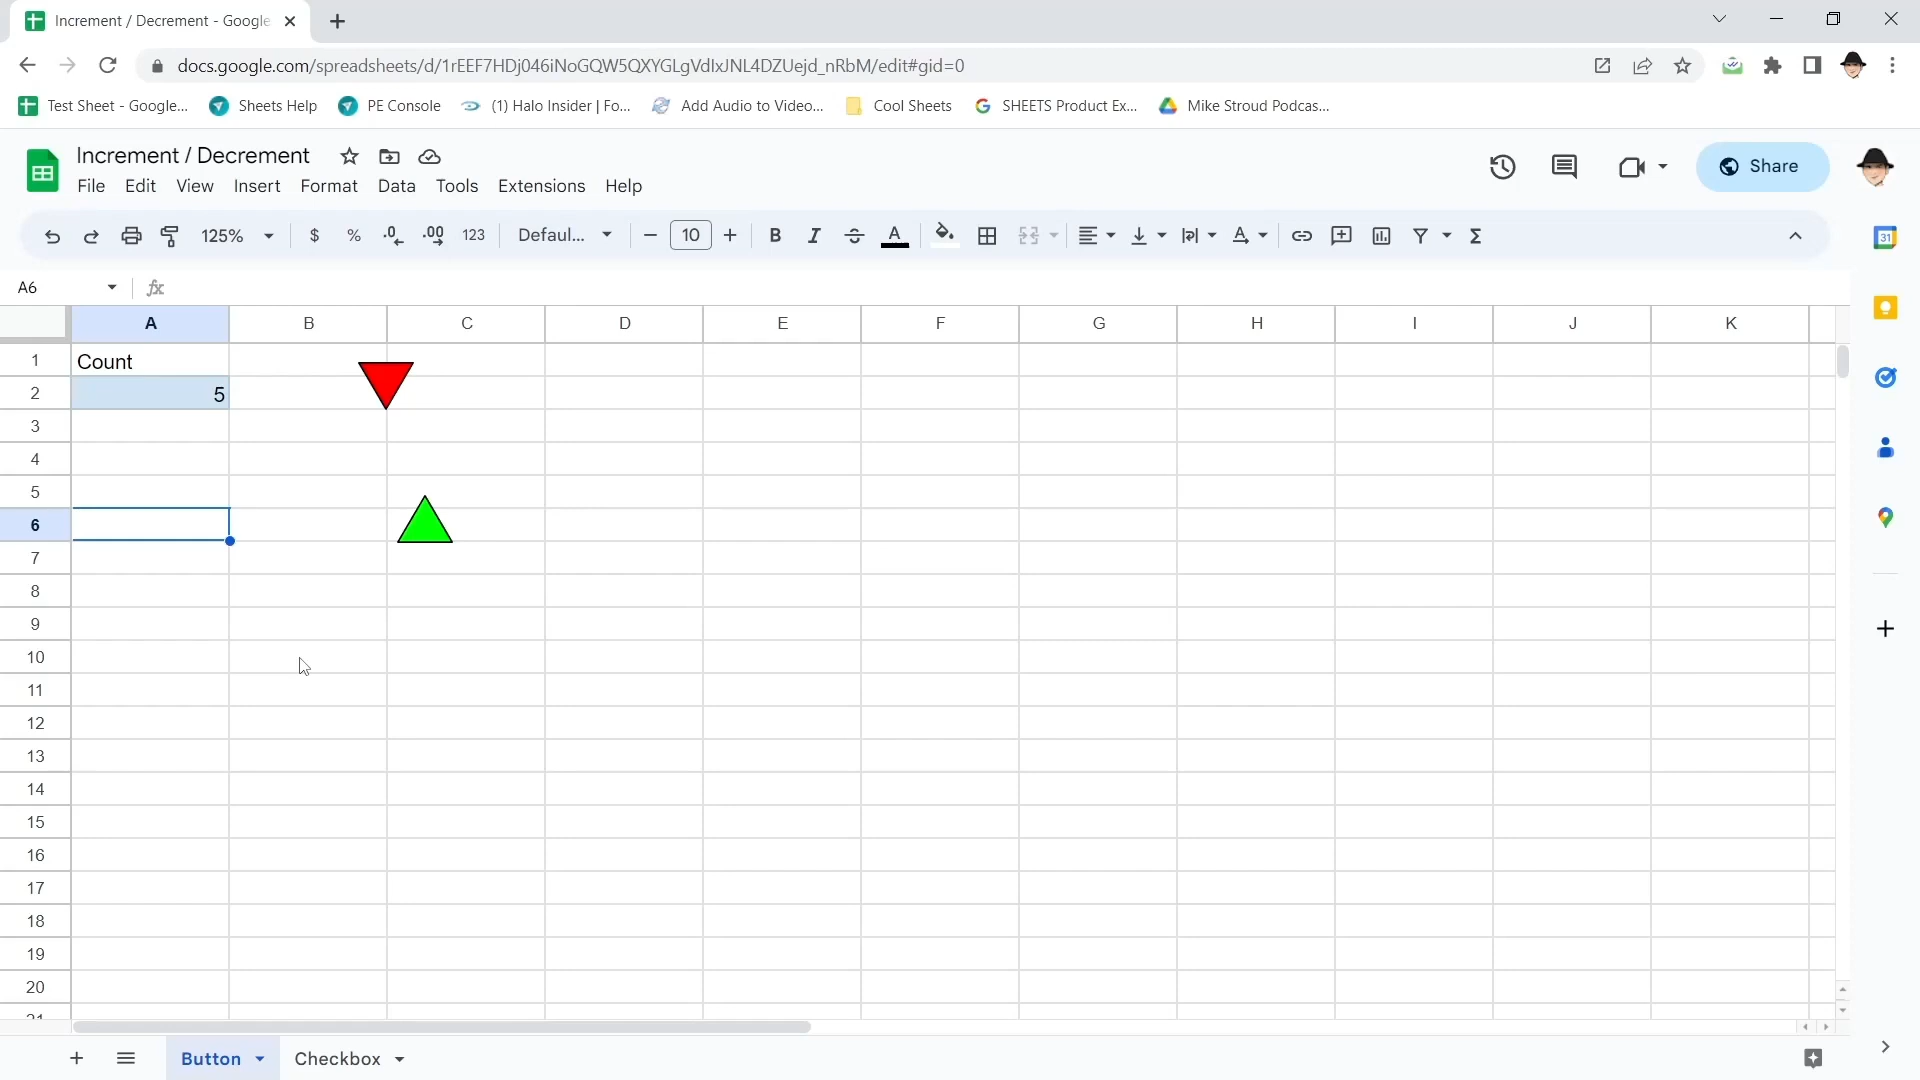 Increment / Decrement - Google
docs.google.com/spreadsheets/d/1rEEF7HDj046iNoGQW5QXYGLgVdIxJNL4DZUejd_nRbM/edit#gid=0
Test Sheet - Google... Sheets Help PE Console (1) Halo Insider | Fo... Add Audio to Video... Cool Sheets SHEETS Product Ex... Mike Stroud Podcas...
Increment / Decrement
File Edit View Insert Format Data Tools Extensions Help
Share
31
125% $ % .0 .00 123 Defaul... 10 B I S A Σ
A6 fx
A B C D E F G H I J K
1 Count
2 5
3
4
5
6
7
8
9
10
11
12
13
14
15
16
17
18
19
20
21
Button Checkbox